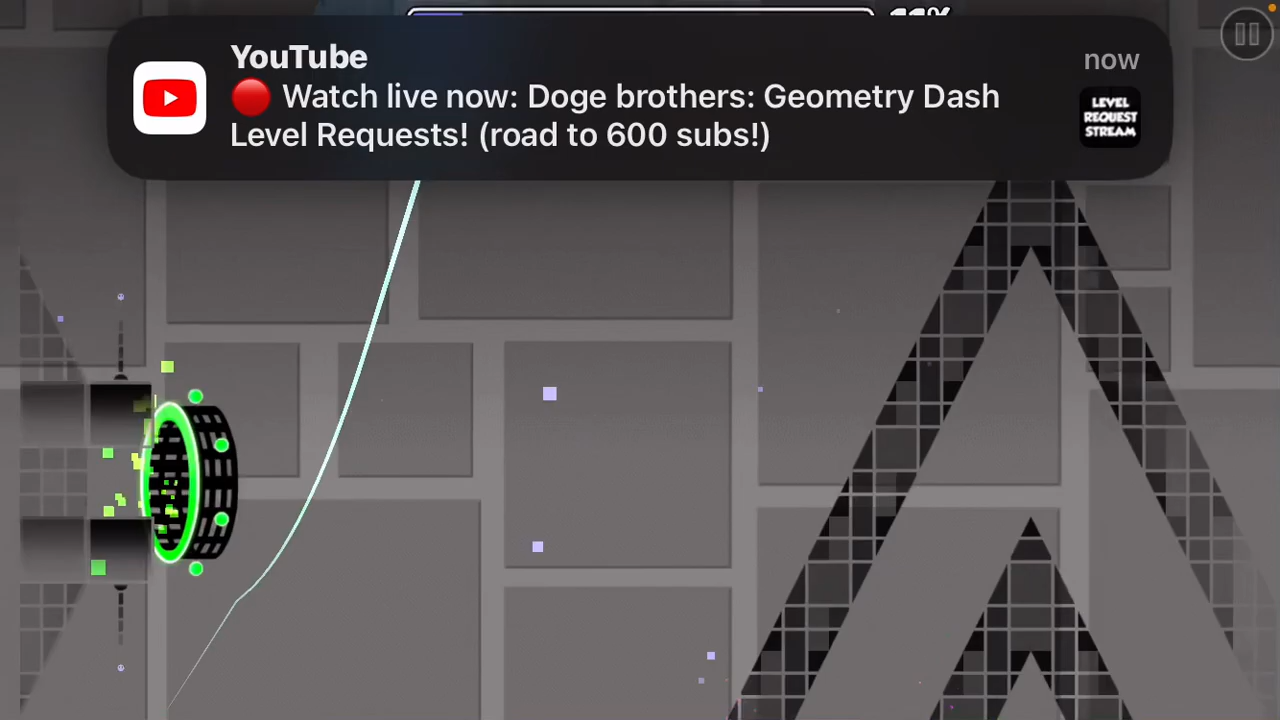 YouTube
now
🔴 Watch live now: Doge brothers: Geometry Dash
Level Requests! (road to 600 subs!)
LEVEL
REQUEST
STREAM